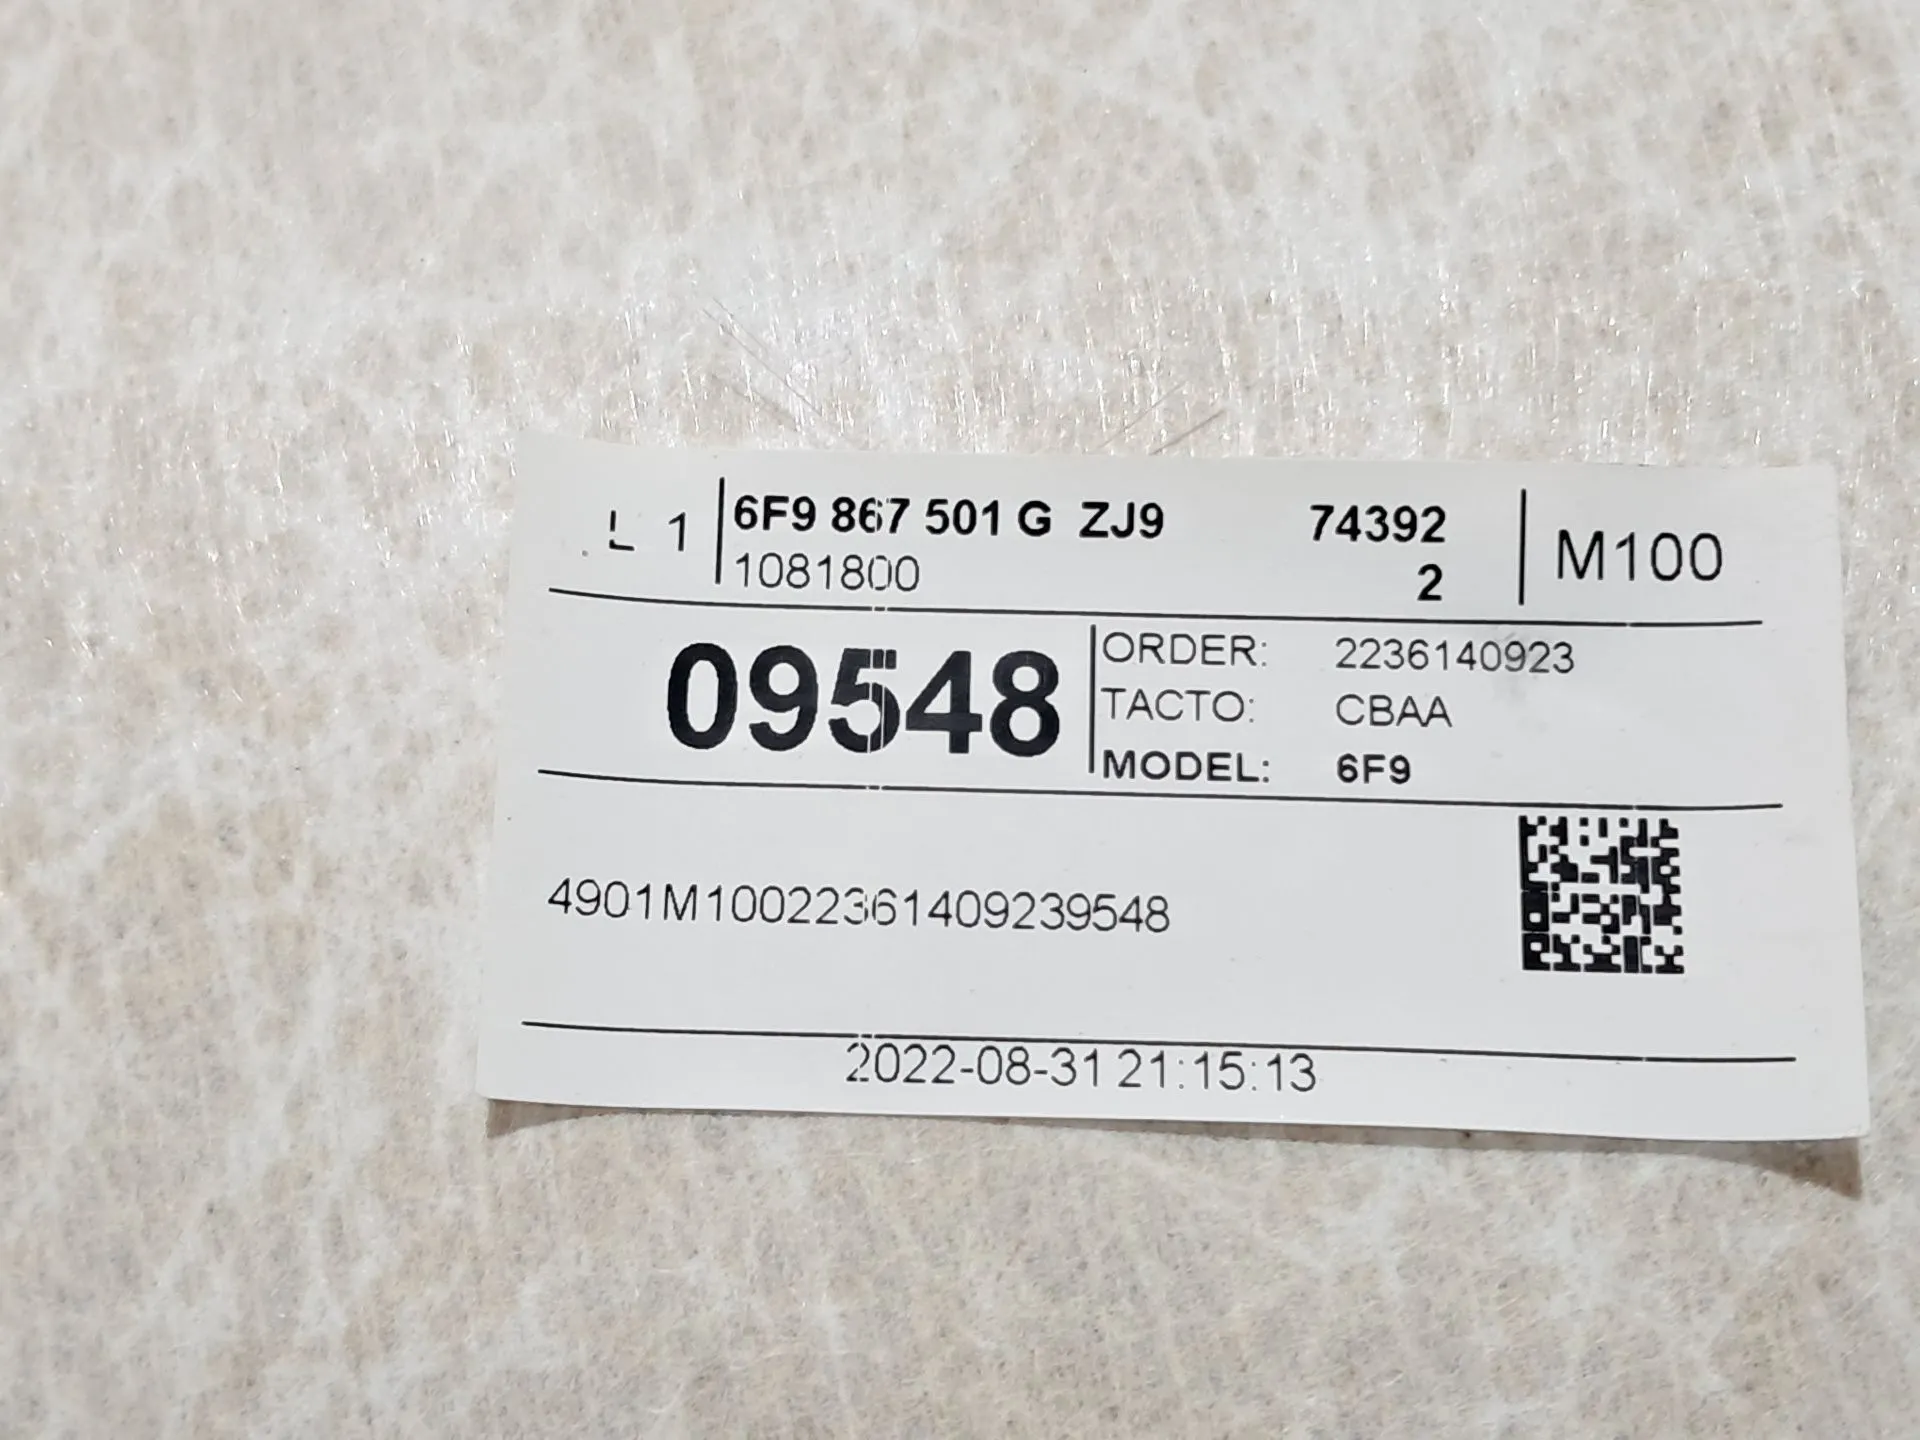 L 1 6F9 867 501 G ZJ9 74392 M100
1081800 2
09548
ORDER: 2236140923
TACTO: CBAA
MODEL: 6F9
4901M10022361409239548
2022-08-31 21:15:13